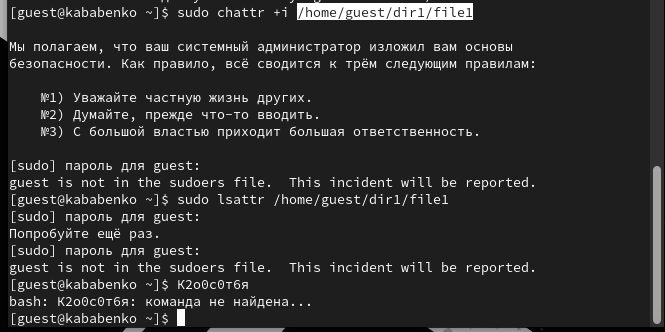 [guest@kababenko ~]$ sudo chattr +i /home/guest/dir1/file1
Мы полагаем, что ваш системный администратор изложил вам основы
безопасности. Как правило, всё сводится к трём следующим правилам:
№1) Уважайте частную жизнь других.
№2) Думайте, прежде что-то вводить.
№3) С большой властью приходит большая ответственность.
[sudo] пароль для guest:
guest is not in the sudoers file.  This incident will be reported.
[guest@kababenko ~]$ sudo lsattr /home/guest/dir1/file1
[sudo] пароль для guest:
Попробуйте ещё раз.
[sudo] пароль для guest:
guest is not in the sudoers file.  This incident will be reported.
[guest@kababenko ~]$ К2о0с0т6я
bash: К2о0с0т6я: команда не найдена...
[guest@kababenko ~]$